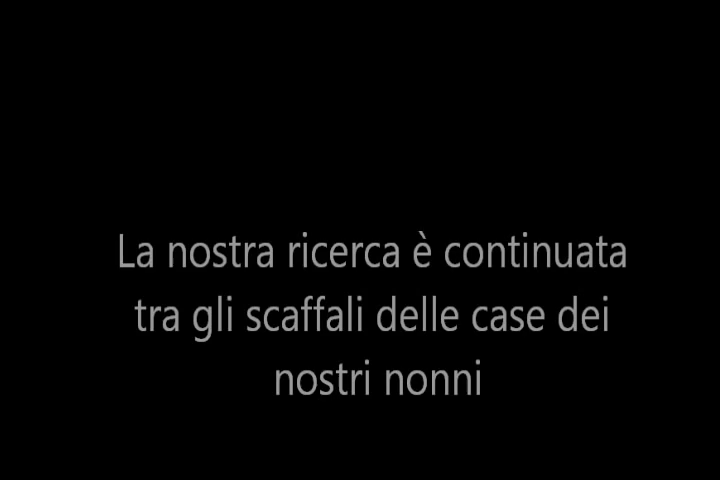 La nostra ricerca è continuata
tra gli scaffali delle case dei
nostri nonni